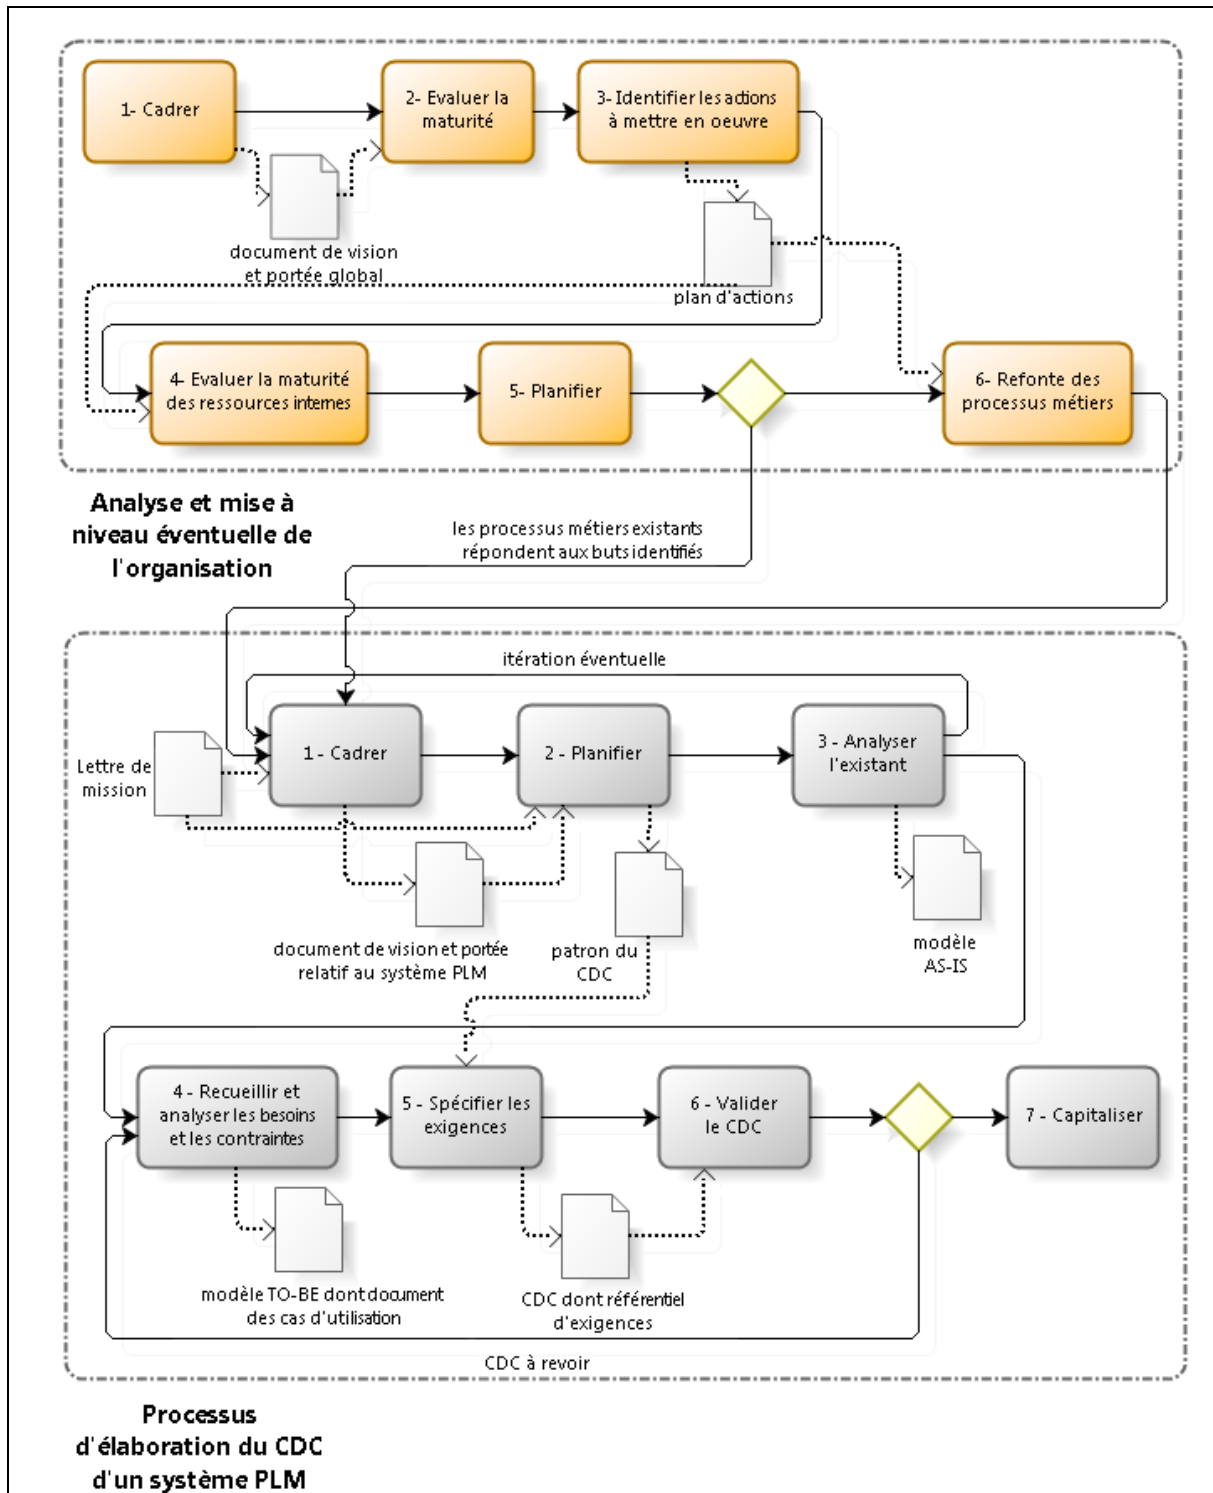 1- Cadrer
2- Evaluer la
maturité
3- Identifier les actions
à mettre en oeuvre
document de vision
et portée global
plan d'actions
4- Evaluer la maturité
des ressources internes
5- Planifier
6- Refonte des
processus métiers
Analyse et mise à
niveau éventuelle de
l'organisation
les processus métiers existants
répondent aux buts identifiés
itération éventuelle
Lettre de
mission
1 - Cadrer
2 - Planifier
3 - Analyser
l'existant
document de vision et portée
relatif au système PLM
patron du
CDC
modèle
AS-IS
4 - Recueillir et
analyser les besoins
et les contraintes
5 - Spécifier les
exigences
6 - Valider
le CDC
7 - Capitaliser
modèle TO-BE dont document
des cas d'utilisation
CDC dont référentiel
d'exigences
CDC à revoir
Processus
d'élaboration du CDC
d'un système PLM